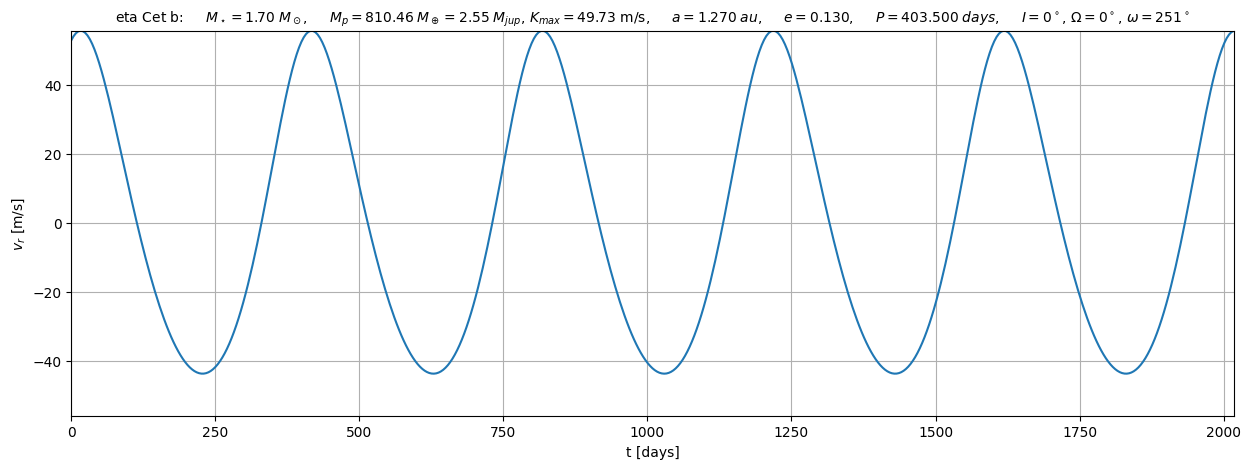 eta Cet b: M⋆ = 1.70 M⊙, Mp = 810.46 M⊕ = 2.55 Mjup, Kmax = 49.73 m/s, a = 1.270 au, e = 0.130, P = 403.500 days, I = 0°, Ω = 0°, ω = 251°
40
20
0
−20
−40
vr [m/s]
0 250 500 750 1000 1250 1500 1750 2000
t [days]